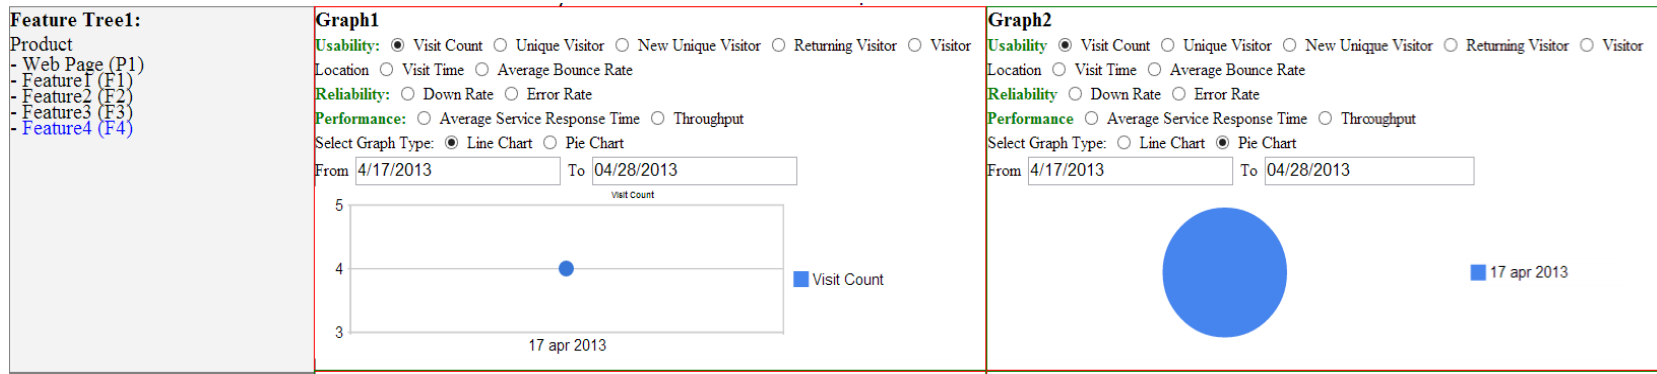 Feature Tree1:
Product
- Web Page (P1)
- Feature1 (F1)
- Feature2 (F2)
- Feature3 (F3)
- Feature4 (F4)
Graph1
Usability: Visit Count Unique Visitor New Unique Visitor Returning Visitor Visitor
Location Visit Time Average Bounce Rate
Reliability: Down Rate Error Rate
Performance: Average Service Response Time Throughput
Select Graph Type: Line Chart Pie Chart
From 4/17/2013 To 04/28/2013
Visit Count
5
4
3
17 apr 2013
Visit Count
Graph2
Usability Visit Count Unique Visitor New Unique Visitor Returning Visitor Visitor
Location Visit Time Average Bounce Rate
Reliability Down Rate Error Rate
Performance Average Service Response Time Throughput
Select Graph Type: Line Chart Pie Chart
From 4/17/2013 To 04/28/2013
17 apr 2013